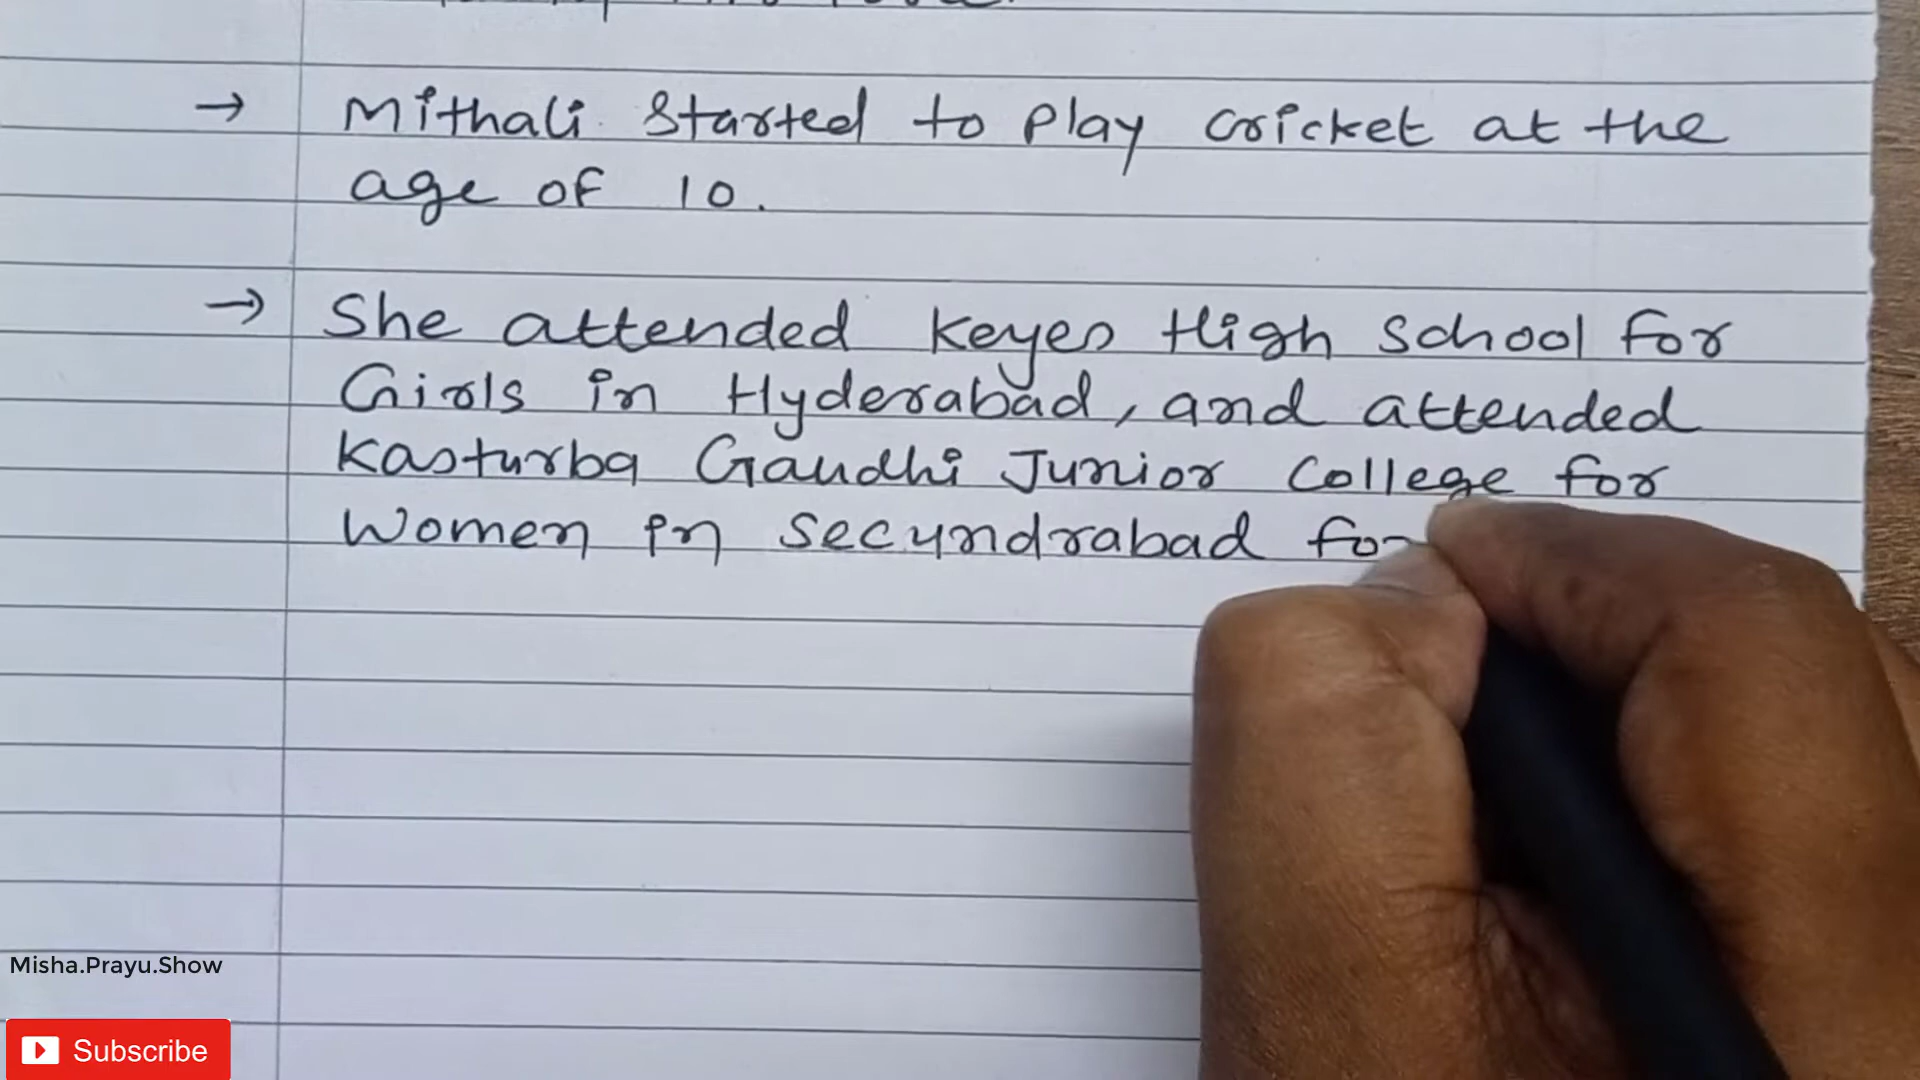 → Mithali started to play cricket at the
age of 10.
→ She attended Keyes High School for
Girls in Hyderabad, and attended
Kasturba Gandhi Junior College for
Women in Secundrabad for
Misha.Prayu.Show
Subscribe